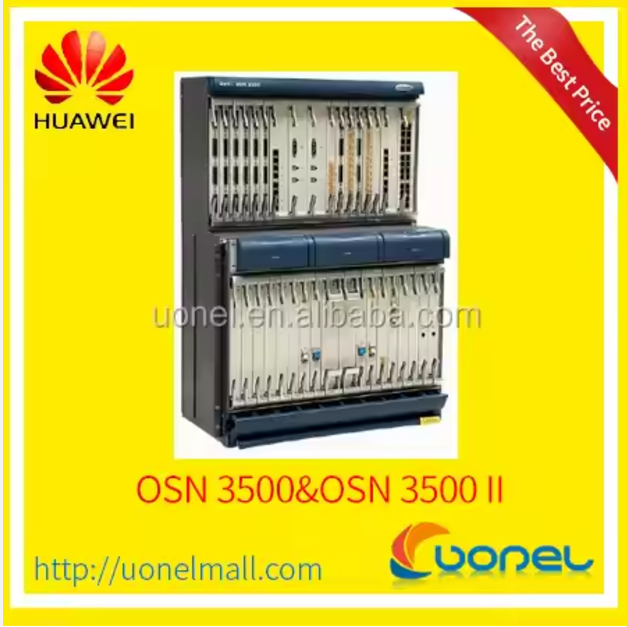 The Best Price
HUAWEI
uonel.en.alibaba.com
OSN 3500&OSN 3500 II
http://uonelmall.com
UONEL